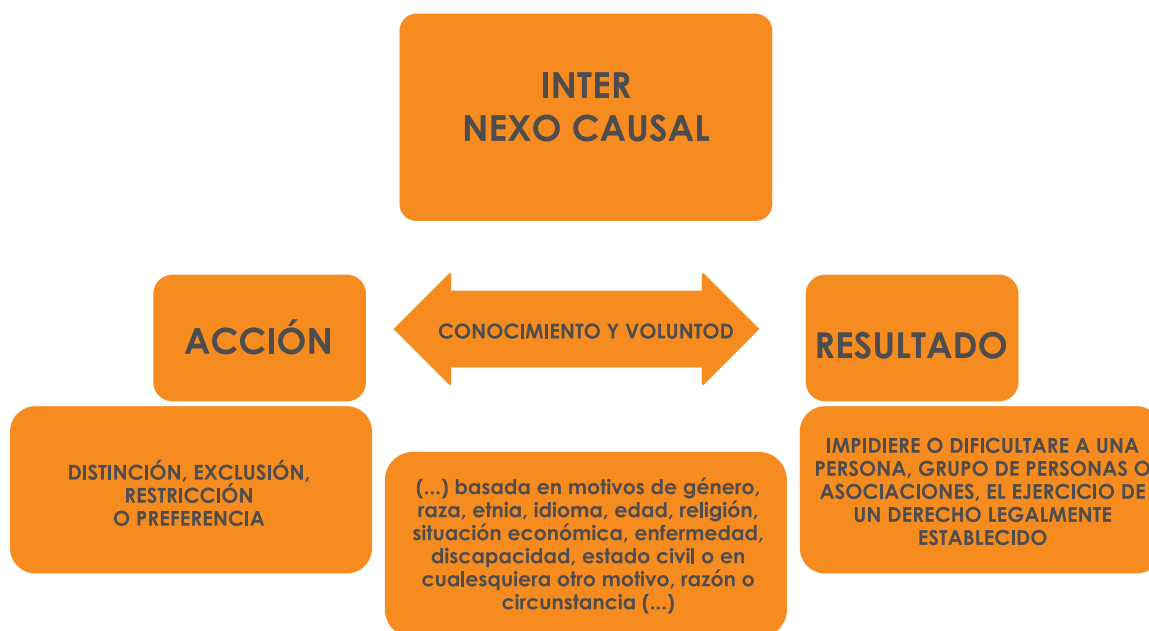 INTER
NEXO CAUSAL
ACCIÓN
CONOCIMIENTO Y VOLUNTOD
RESULTADO
DISTINCIÓN, EXCLUSIÓN,
RESTRICCIÓN
O PREFERENCIA
(...) basada en motivos de género,
raza, etnia, idioma, edad, religión,
situación económica, enfermedad,
discapacidad, estado civil o en
cualesquiera otro motivo, razón o
circunstancia (...)
IMPIDIERE O DIFICULTARE A UNA
PERSONA, GRUPO DE PERSONAS O
ASOCIACIONES, EL EJERCICIO DE
UN DERECHO LEGALMENTE
ESTABLECIDO